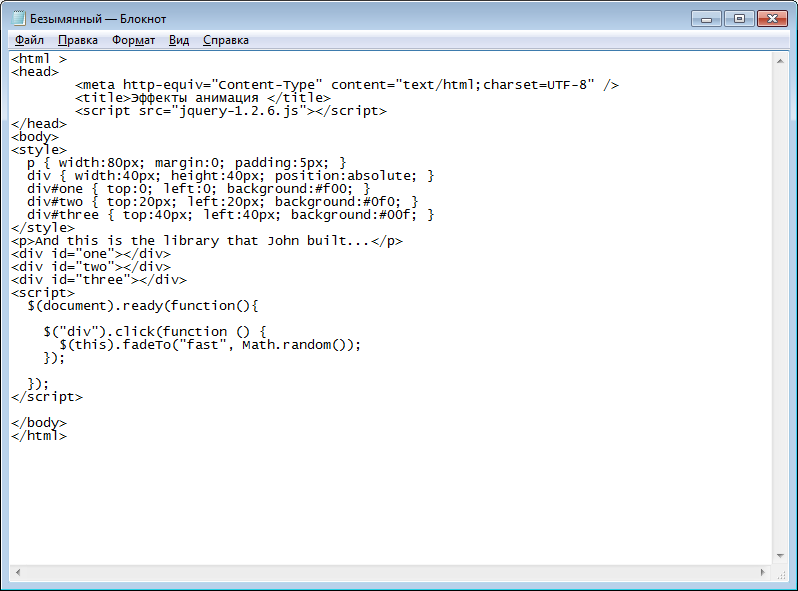 Безымянный — Блокнот
Файл Правка Формат Вид Справка
<html >
<head>
        <meta http-equiv="Content-Type" content="text/html;charset=UTF-8" />
        <title>Эффекты анимация </title>
        <script src="jquery-1.2.6.js"></script>
</head>
<body>
<style>
  p { width:80px; margin:0; padding:5px; }
  div { width:40px; height:40px; position:absolute; }
  div#one { top:0; left:0; background:#f00; }
  div#two { top:20px; left:20px; background:#0f0; }
  div#three { top:40px; left:40px; background:#00f; }
</style>
<p>And this is the library that John built...</p>
<div id="one"></div>
<div id="two"></div>
<div id="three"></div>
<script>
  $(document).ready(function(){

    $("div").click(function () {
      $(this).fadeTo("fast", Math.random());
    });

  });
</script>

</body>
</html>